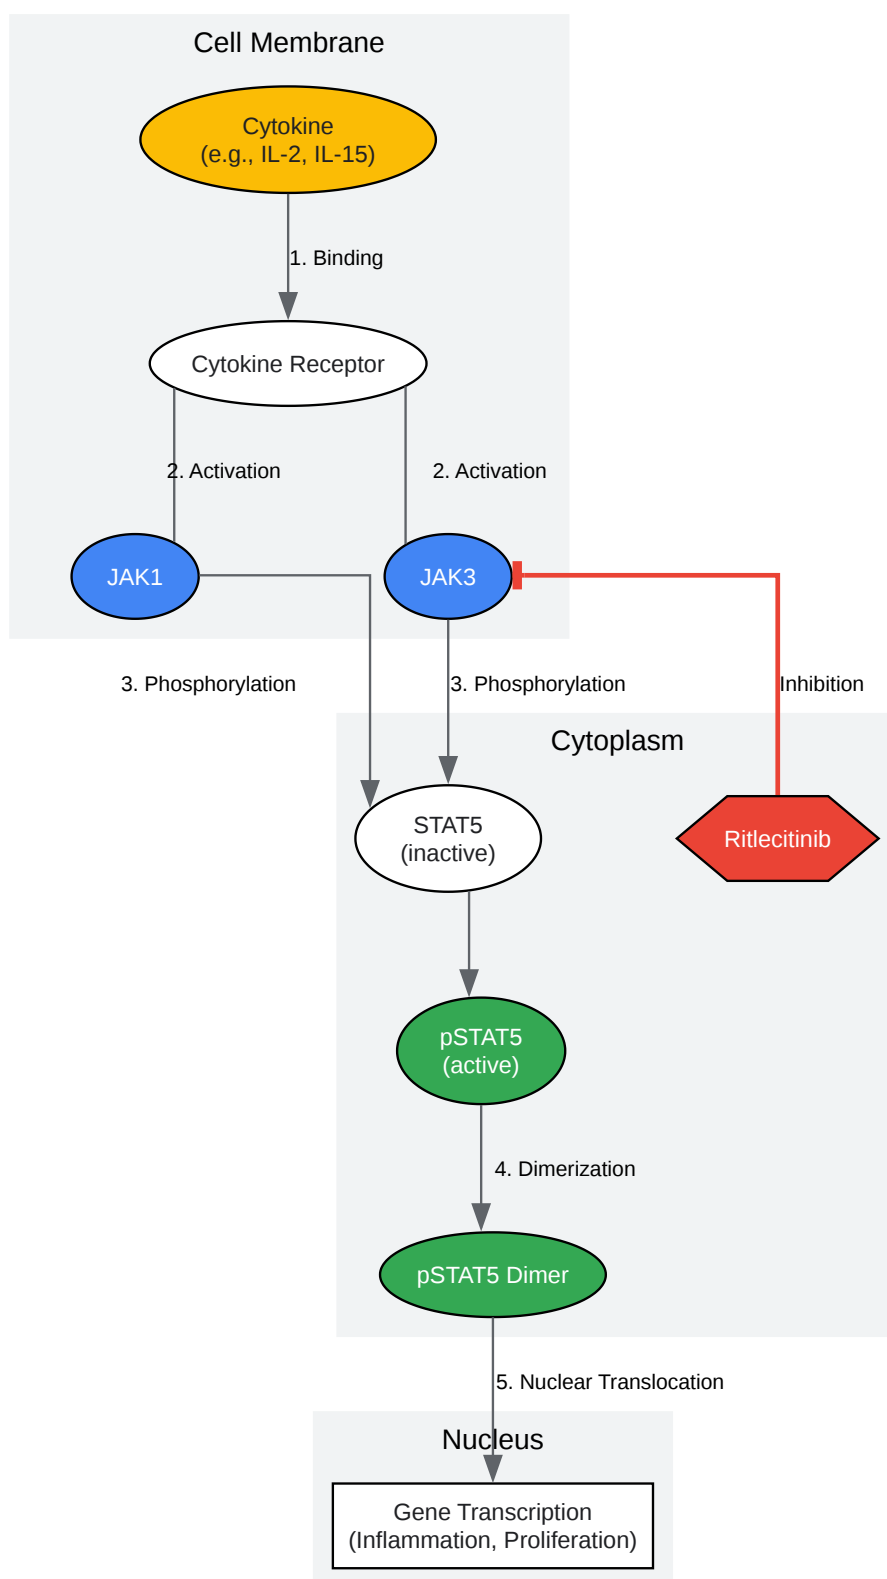 Cell Membrane
Cytokine
(e.g., IL-2, IL-15)
1. Binding
Cytokine Receptor
2. Activation
2. Activation
JAK1
JAK3
3. Phosphorylation
3. Phosphorylation
Inhibition
Cytoplasm
STAT5
(inactive)
Ritlecitinib
pSTAT5
(active)
4. Dimerization
pSTAT5 Dimer
5. Nuclear Translocation
Nucleus
Gene Transcription
(Inflammation, Proliferation)